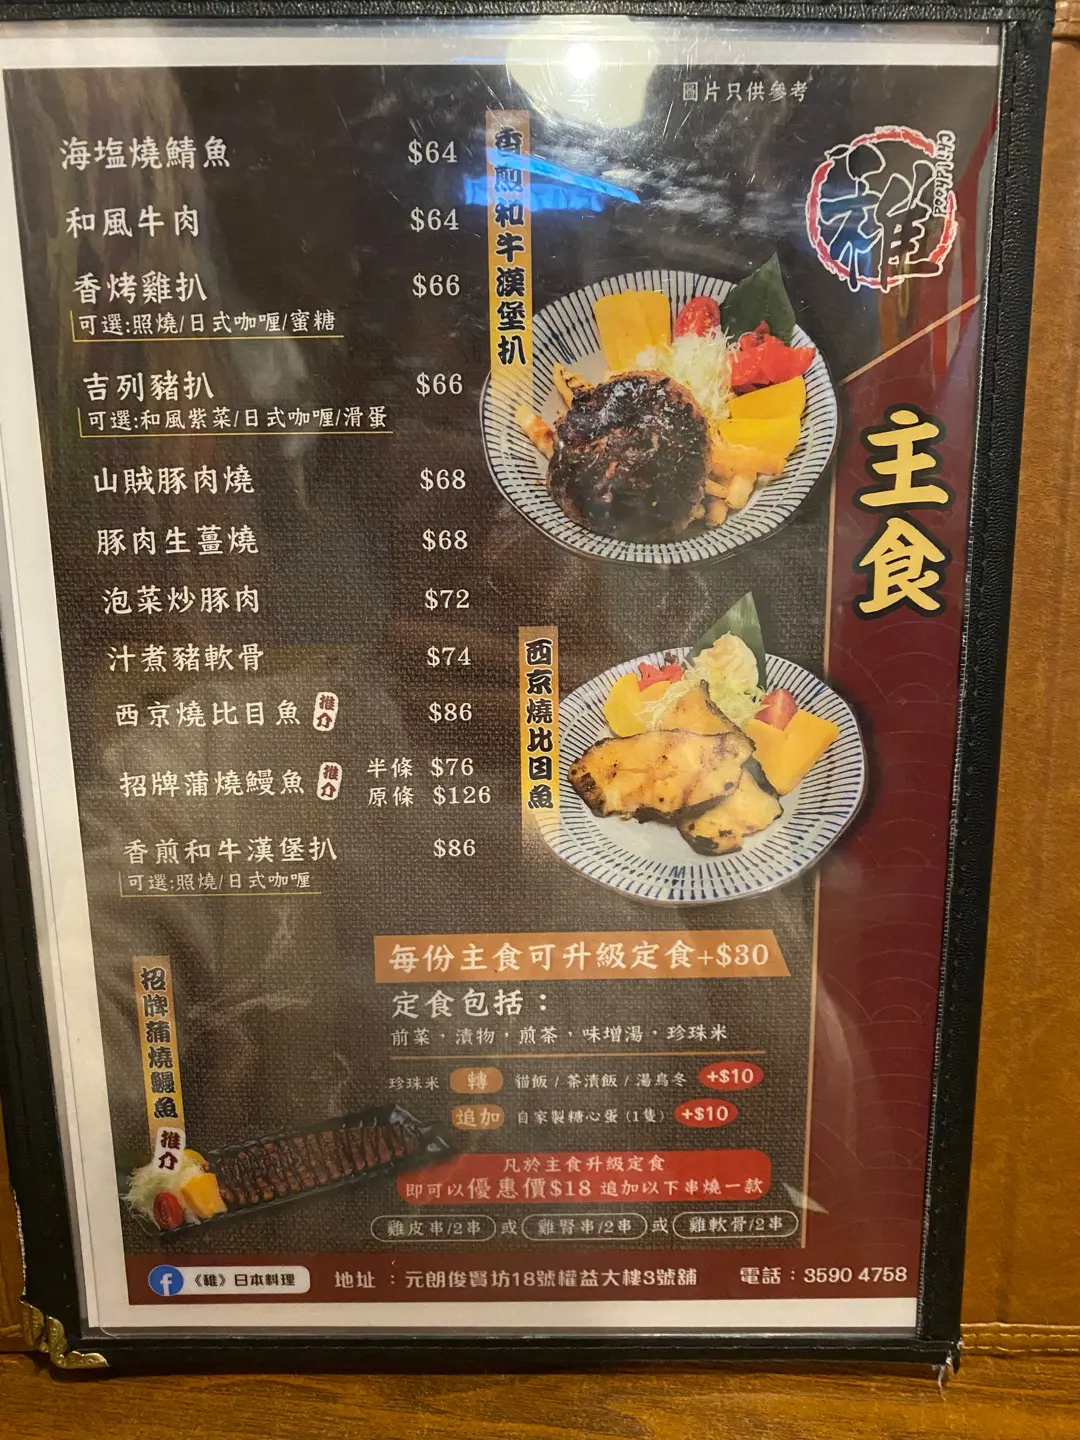 圖片只供參考
海塩燒鯖魚 $64
和風牛肉 $64
香烤雞扒 $66
可選:照燒/日式咖喱/蜜糖
吉列豬扒 $66
可選:和風紫菜/日式咖喱/滑蛋
山賊豚肉燒 $68
豚肉生薑燒 $68
泡菜炒豚肉 $72
汁煮豬軟骨 $74
西京燒比目魚 推介 $86
招牌蒲燒鰻魚 推介 半條 $76
原條 $126
香煎和牛漢堡扒 $86
可選:照燒/日式咖喱
香煎和牛漢堡扒
西京燒比目魚
主食
招牌蒲燒鰻魚
推介
每份主食可升級定食+$30
定食包括：
前菜，漬物，煎茶，味增湯，珍珠米
珍珠米 轉 貓飯/茶漬飯/湯烏冬 +$10
追加 自家製糖心蛋(1隻) +$10
凡於主食升級定食
即可以優惠價$18 追加以下串燒一款
雞皮串/2串 或 雞腎串/2串 或 雞軟骨/2串
《稚》日本料理 地址：元朗俊賢坊18號權益大樓3號舖 電話：3590 4758